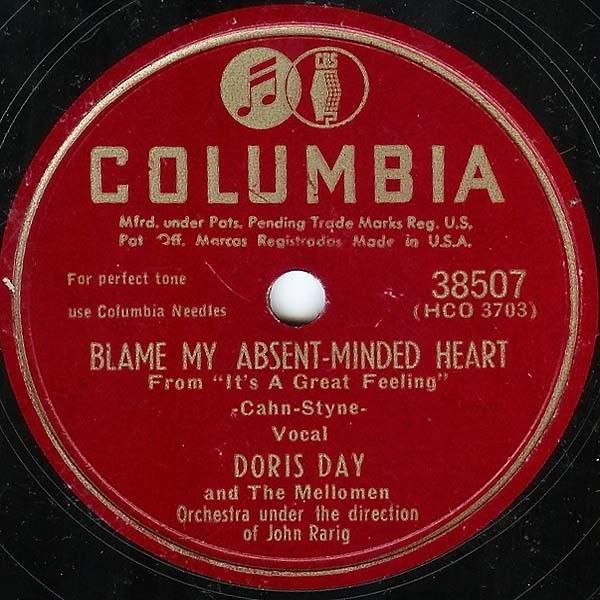 CBS
COLUMBIA
Mfrd. under Pats. Pending Trade Marks Reg. U.S.
Pat. Off. Marcas Registradas Made in U.S.A.
For perfect tone
use Columbia Needles
38507
(HCO 3703)
BLAME MY ABSENT-MINDED HEART
From "It's A Great Feeling"
-Cahn-Styne-
Vocal
DORIS DAY
and The Mellomen
Orchestra under the direction
of John Rarig